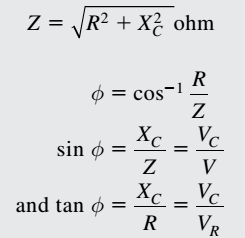 Z = √(R² + X_C²) ohm
ϕ = cos⁻¹ R/Z
sin ϕ = X_C/Z = V_C/V
and tan ϕ = X_C/R = V_C/V_R